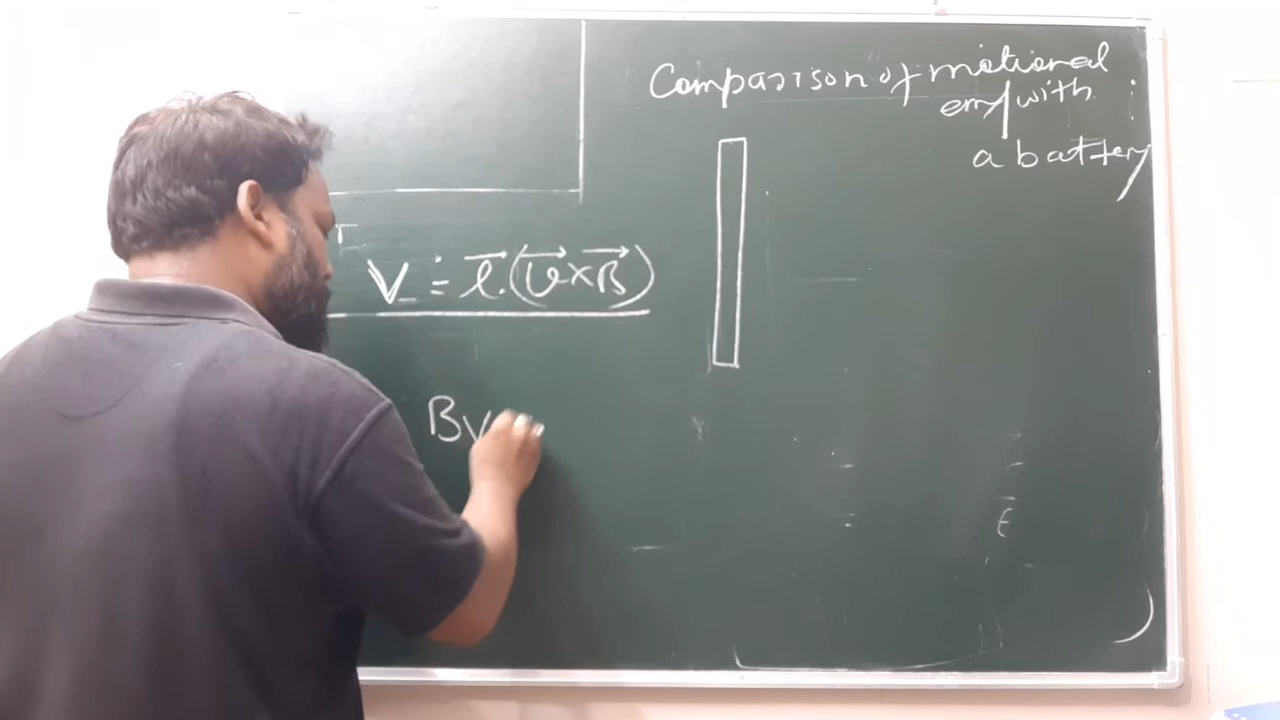 Comparison of motional
emf with
a battery
V = l⃗.(v⃗×B⃗)
Bv
E